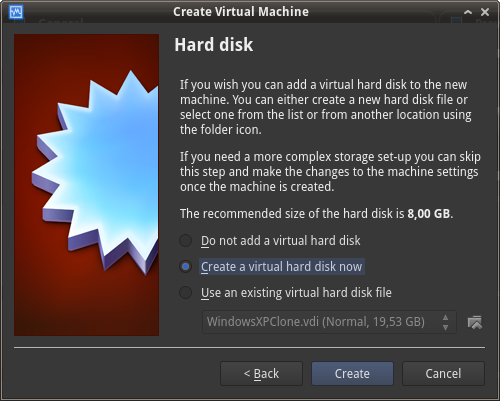 Create Virtual Machine
Hard disk
If you wish you can add a virtual hard disk to the new
machine. You can either create a new hard disk file or
select one from the list or from another location using
the folder icon.
If you need a more complex storage set-up you can skip
this step and make the changes to the machine settings
once the machine is created.
The recommended size of the hard disk is 8,00 GB.
Do not add a virtual hard disk
Create a virtual hard disk now
Use an existing virtual hard disk file
WindowsXPClone.vdi (Normal, 19,53 GB)
< Back
Create
Cancel